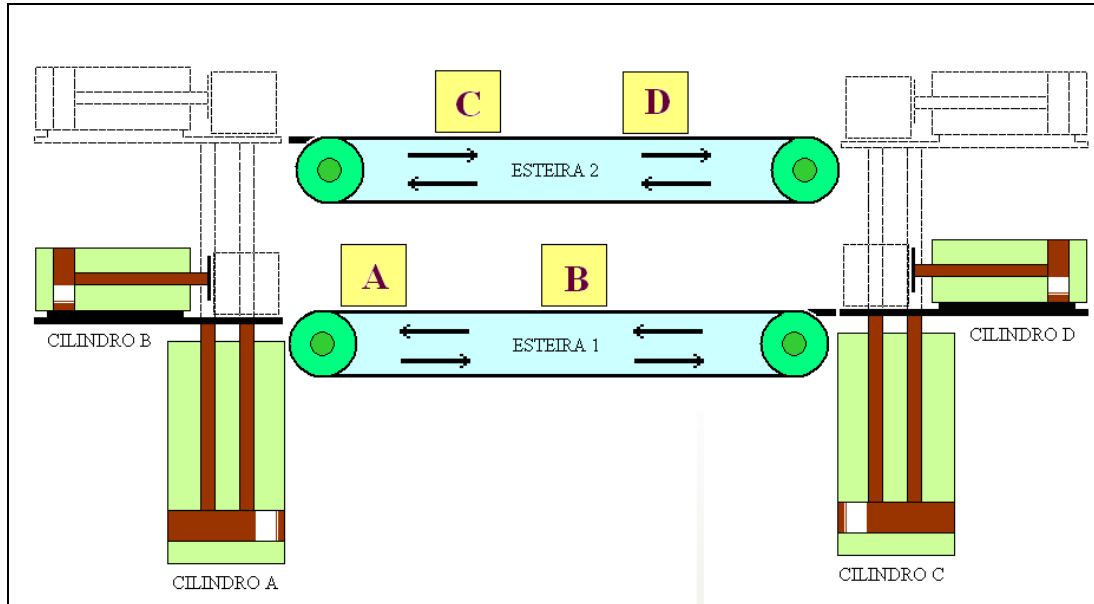 C D
ESTEIRA 2
A B
CILINDRO B
CILINDRO D
ESTEIRA 1
CILINDRO A
CILINDRO C